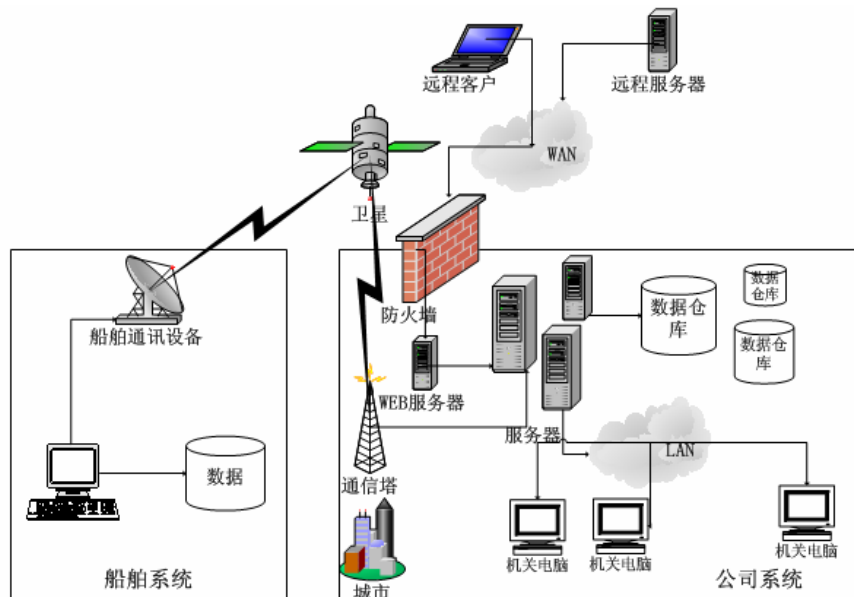 远程客户
远程服务器
WAN
卫星
防火墙
船舶通讯设备
数据仓
库
数据
仓库
数据仓
库
WEB服务器
服务器
LAN
数据
通信塔
机关电脑
机关电脑
机关电脑
船舶系统
城市
公司系统